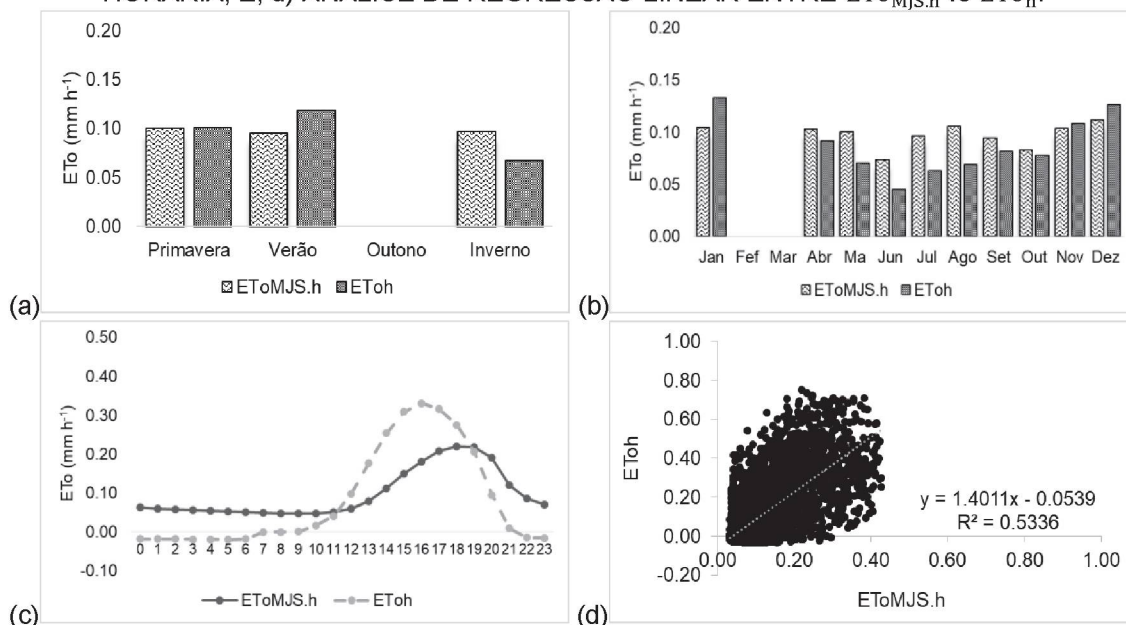 HORÁRIA; E, d) ANÁLISE DE REGRESSÃO LINEAR ENTRE EToMJS.h vs EToh.
0.20
0.15
0.10
0.05
0.00
ETo (mm h-1)
Primavera Verão Outono Inverno
EToMJS.h EToh
(a)
0.20
0.15
0.10
0.05
0.00
ETo (mm h-1)
Jan Fef Mar Abr Ma Jun Jul Ago Set Out Nov Dez
EToMJS.h EToh
(b)
0.50
0.40
0.30
0.20
0.10
0.00
-0.10
ETo (mm h-1)
0 1 2 3 4 5 6 7 8 9 10 11 12 13 14 15 16 17 18 19 20 21 22 23
EToMJS.h EToh
(c)
1.00
0.80
0.60
0.40
0.20
0.00
-0.20
EToh
y = 1.4011x - 0.0539
R² = 0.5336
0.00 0.20 0.40 0.60 0.80 1.00
EToMJS.h
(d)